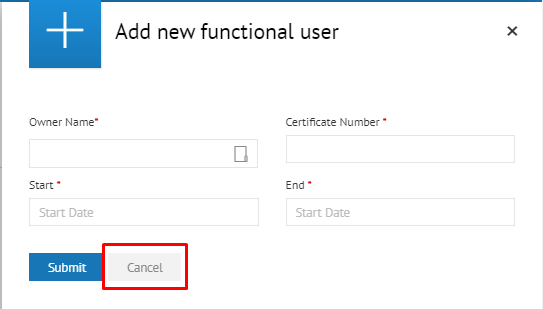 Add new functional user
×
Owner Name*
Certificate Number *
Start *
End *
Start Date
Start Date
Submit
Cancel